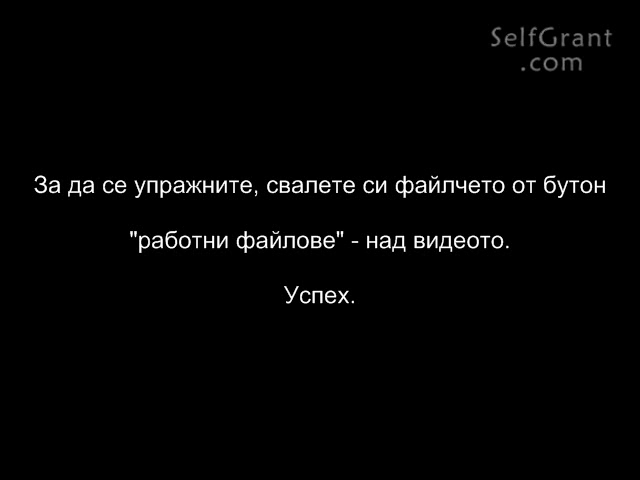 SelfGrant
.com
За да се упражните, свалете си файлчето от бутон
"работни файлове" - над видеото.
Успех.